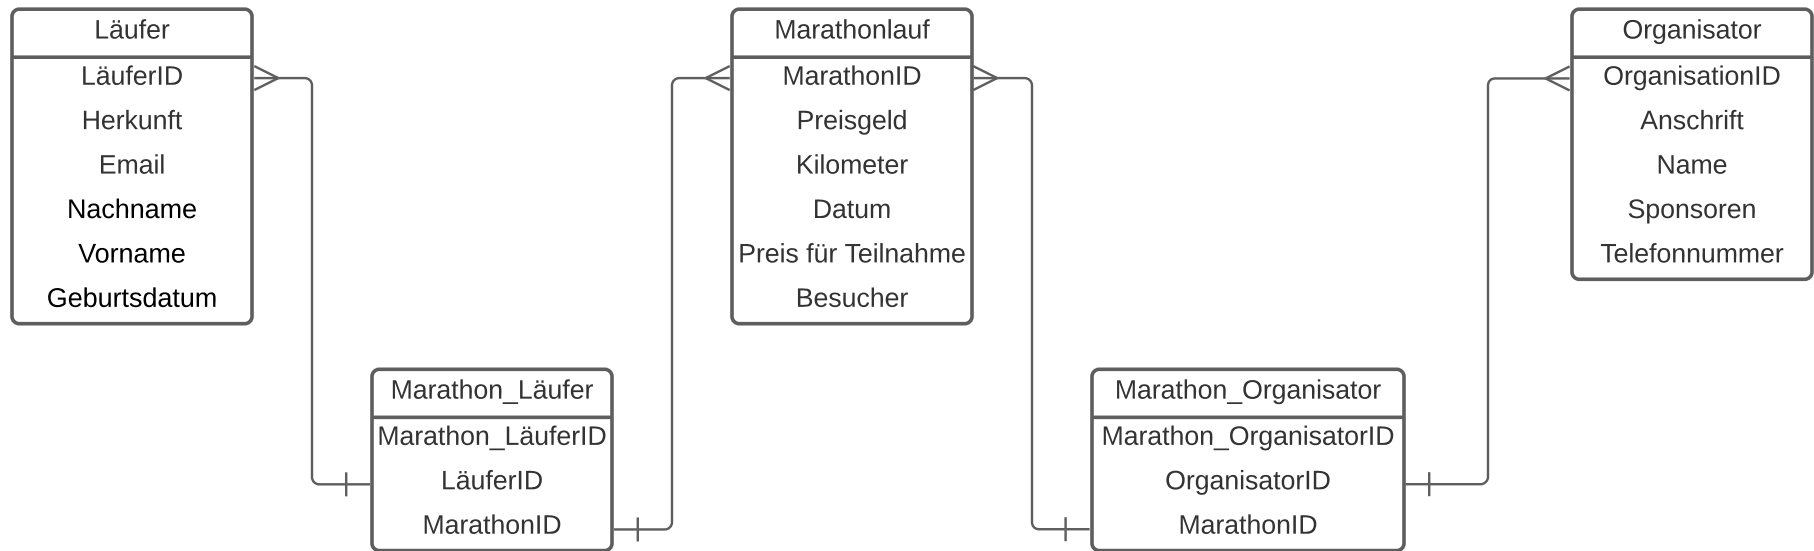 Läufer
LäuferID
Herkunft
Email
Nachname
Vorname
Geburtsdatum
Marathonlauf
MarathonID
Preisgeld
Kilometer
Datum
Preis für Teilnahme
Besucher
Organisator
OrganisationID
Anschrift
Name
Sponsoren
Telefonnummer
Marathon_Läufer
Marathon_LäuferID
LäuferID
MarathonID
Marathon_Organisator
Marathon_OrganisatorID
OrganisatorID
MarathonID